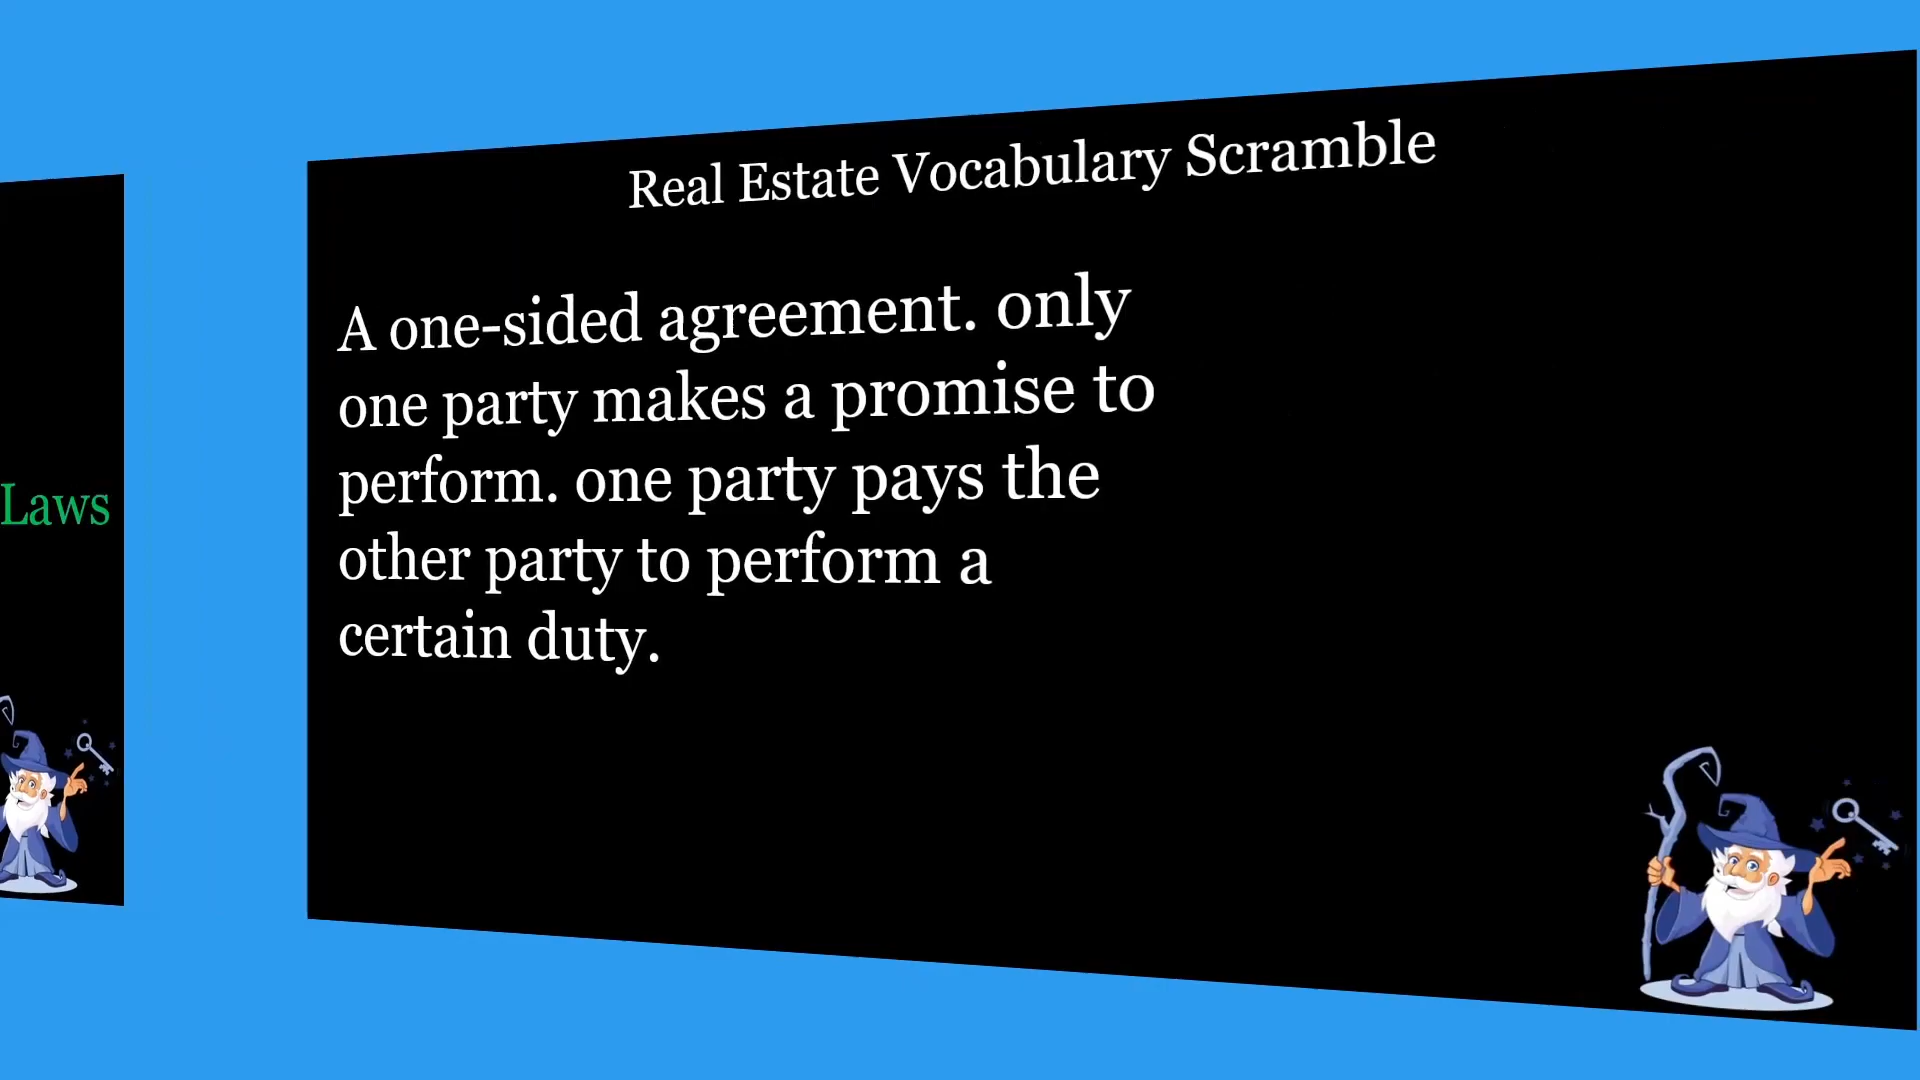 Real Estate Vocabulary Scramble
A one-sided agreement. only
one party makes a promise to
perform. one party pays the
other party to perform a
certain duty.
Laws